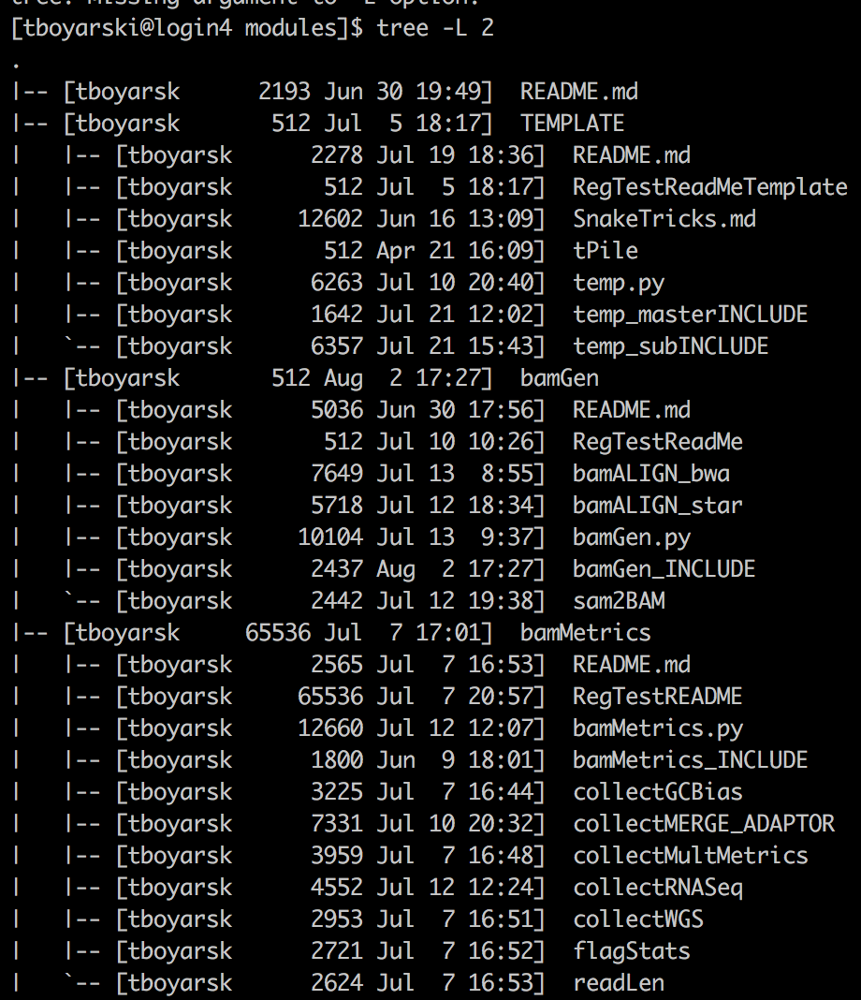 tree: Missing argument to -L option.
[tboyarski@login4 modules]$ tree -L 2
.
|-- [tboyarsk      2193 Jun 30 19:49]  README.md
|-- [tboyarsk       512 Jul  5 18:17]  TEMPLATE
|   |-- [tboyarsk      2278 Jul 19 18:36]  README.md
|   |-- [tboyarsk       512 Jul  5 18:17]  RegTestReadMeTemplate
|   |-- [tboyarsk     12602 Jun 16 13:09]  SnakeTricks.md
|   |-- [tboyarsk       512 Apr 21 16:09]  tPile
|   |-- [tboyarsk      6263 Jul 10 20:40]  temp.py
|   |-- [tboyarsk      1642 Jul 21 12:02]  temp_masterINCLUDE
|   `-- [tboyarsk      6357 Jul 21 15:43]  temp_subINCLUDE
|-- [tboyarsk       512 Aug  2 17:27]  bamGen
|   |-- [tboyarsk      5036 Jun 30 17:56]  README.md
|   |-- [tboyarsk       512 Jul 10 10:26]  RegTestReadMe
|   |-- [tboyarsk      7649 Jul 13  8:55]  bamALIGN_bwa
|   |-- [tboyarsk      5718 Jul 12 18:34]  bamALIGN_star
|   |-- [tboyarsk     10104 Jul 13  9:37]  bamGen.py
|   |-- [tboyarsk      2437 Aug  2 17:27]  bamGen_INCLUDE
|   `-- [tboyarsk      2442 Jul 12 19:38]  sam2BAM
|-- [tboyarsk     65536 Jul  7 17:01]  bamMetrics
|   |-- [tboyarsk      2565 Jul  7 16:53]  README.md
|   |-- [tboyarsk     65536 Jul  7 20:57]  RegTestREADME
|   |-- [tboyarsk     12660 Jul 12 12:07]  bamMetrics.py
|   |-- [tboyarsk      1800 Jun  9 18:01]  bamMetrics_INCLUDE
|   |-- [tboyarsk      3225 Jul  7 16:44]  collectGCBias
|   |-- [tboyarsk      7331 Jul 10 20:32]  collectMERGE_ADAPTOR
|   |-- [tboyarsk      3959 Jul  7 16:48]  collectMultMetrics
|   |-- [tboyarsk      4552 Jul 12 12:24]  collectRNASeq
|   |-- [tboyarsk      2953 Jul  7 16:51]  collectWGS
|   |-- [tboyarsk      2721 Jul  7 16:52]  flagStats
|   `-- [tboyarsk      2624 Jul  7 16:53]  readLen